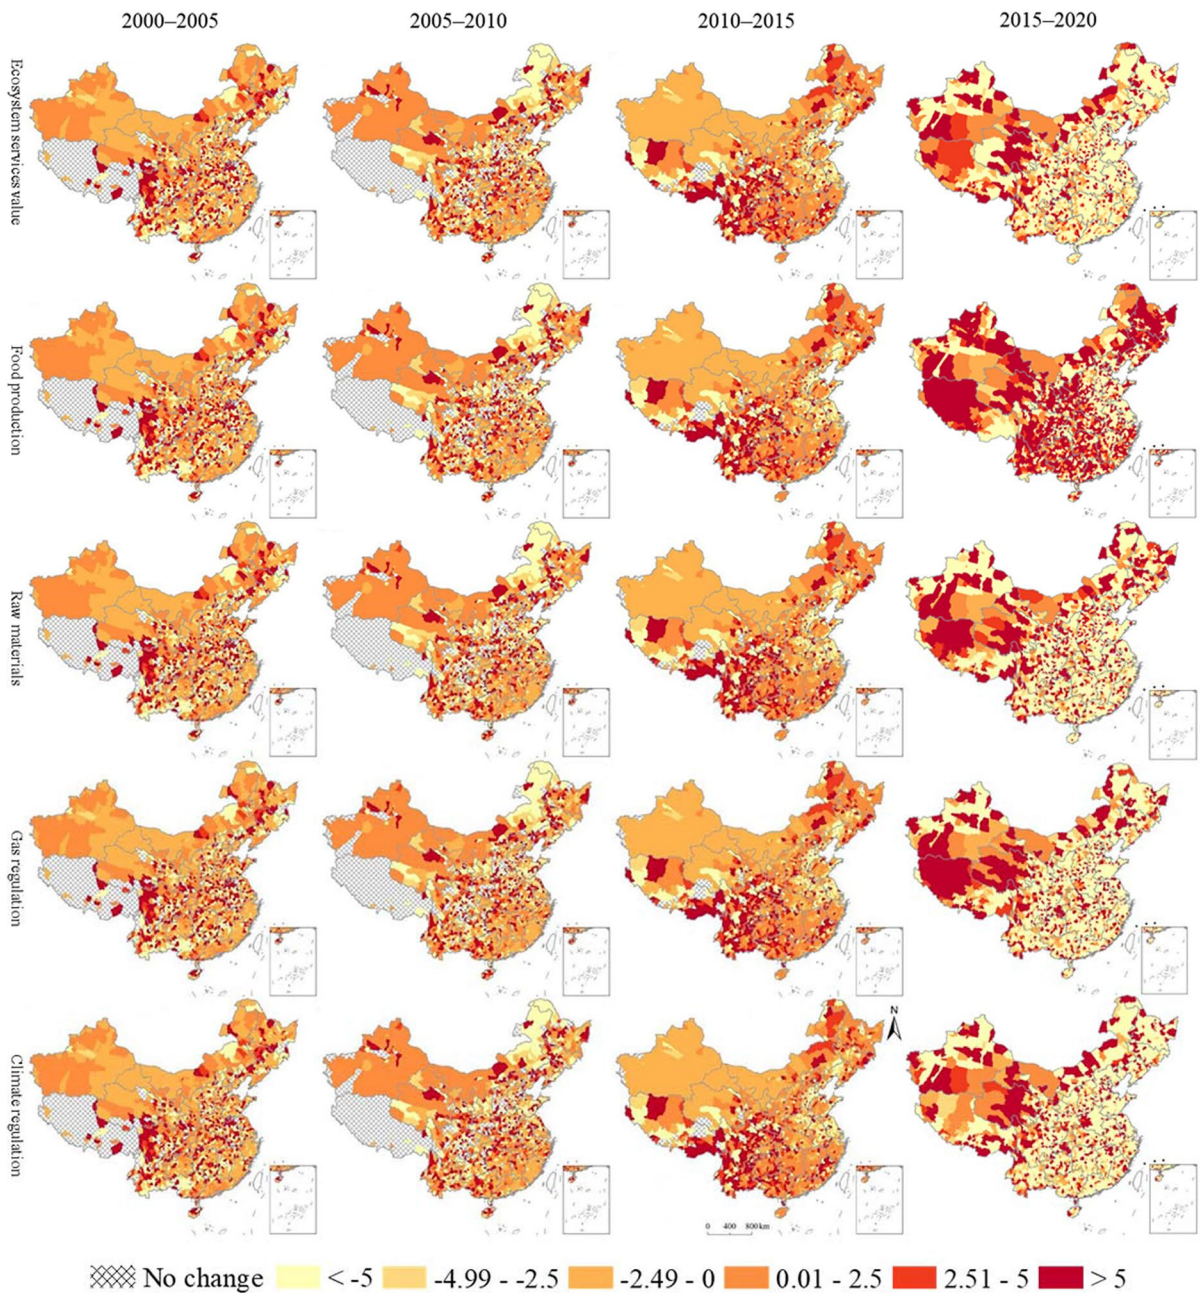 2000–2005 2005–2010 2010–2015 2015–2020
Ecosystem services value
Food production
Raw materials
Gas regulation
N
Climate regulation
0 400 800 km
No change < -5 -4.99 - -2.5 -2.49 - 0 0.01 - 2.5 2.51 - 5 > 5